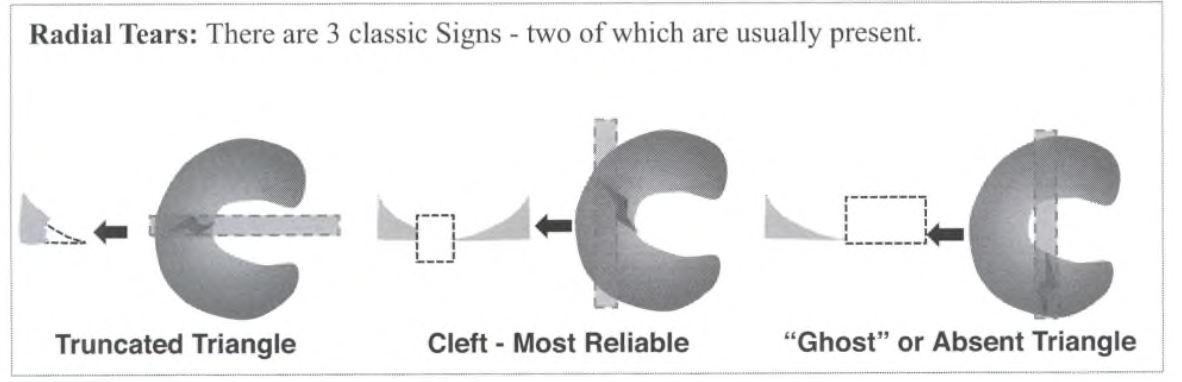 Radial Tears: There are 3 classic Signs - two of which are usually present.
Truncated Triangle
Cleft - Most Reliable
“Ghost” or Absent Triangle